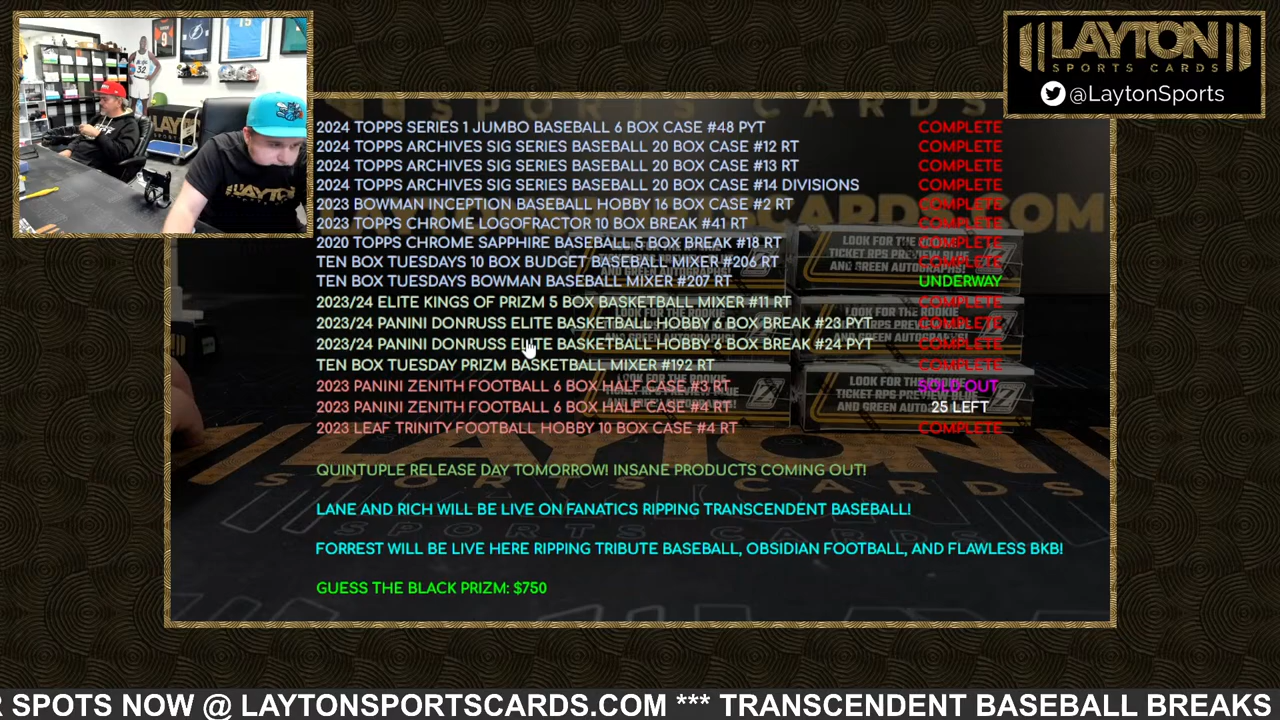 LAYTON
SPORTS CARDS
@LaytonSports
2024 TOPPS SERIES 1 JUMBO BASEBALL 6 BOX CASE #48 PYT COMPLETE
2024 TOPPS ARCHIVES SIG SERIES BASEBALL 20 BOX CASE #12 RT COMPLETE
2024 TOPPS ARCHIVES SIG SERIES BASEBALL 20 BOX CASE #13 RT COMPLETE
2024 TOPPS ARCHIVES SIG SERIES BASEBALL 20 BOX CASE #14 DIVISIONS COMPLETE
2023 BOWMAN INCEPTION BASEBALL HOBBY 16 BOX CASE #2 RT COMPLETE
2023 TOPPS CHROME LOGOFRACTOR 10 BOX BREAK #41 RT COMPLETE
2020 TOPPS CHROME SAPPHIRE BASEBALL 5 BOX BREAK #18 RT COMPLETE
TEN BOX TUESDAYS 10 BOX BUDGET BASEBALL MIXER #206 RT COMPLETE
TEN BOX TUESDAYS BOWMAN BASEBALL MIXER #207 RT UNDERWAY
2023/24 ELITE KINGS OF PRIZM 5 BOX BASKETBALL MIXER #11 RT COMPLETE
2023/24 PANINI DONRUSS ELITE BASKETBALL HOBBY 6 BOX BREAK #23 PYT COMPLETE
2023/24 PANINI DONRUSS ELITE BASKETBALL HOBBY 6 BOX BREAK #24 PYT COMPLETE
TEN BOX TUESDAY PRIZM BASKETBALL MIXER #192 RT COMPLETE
2023 PANINI ZENITH FOOTBALL 6 BOX HALF CASE #3 RT SOLD OUT
2023 PANINI ZENITH FOOTBALL 6 BOX HALF CASE #4 RT 25 LEFT
2023 LEAF TRINITY FOOTBALL HOBBY 10 BOX CASE #4 RT COMPLETE
QUINTUPLE RELEASE DAY TOMORROW! INSANE PRODUCTS COMING OUT!
LANE AND RICH WILL BE LIVE ON FANATICS RIPPING TRANSCENDENT BASEBALL!
FORREST WILL BE LIVE HERE RIPPING TRIBUTE BASEBALL, OBSIDIAN FOOTBALL, AND FLAWLESS BKB!
GUESS THE BLACK PRIZM: $750
R SPOTS NOW @ LAYTONSPORTSCARDS.COM *** TRANSCENDENT BASEBALL BREAKS